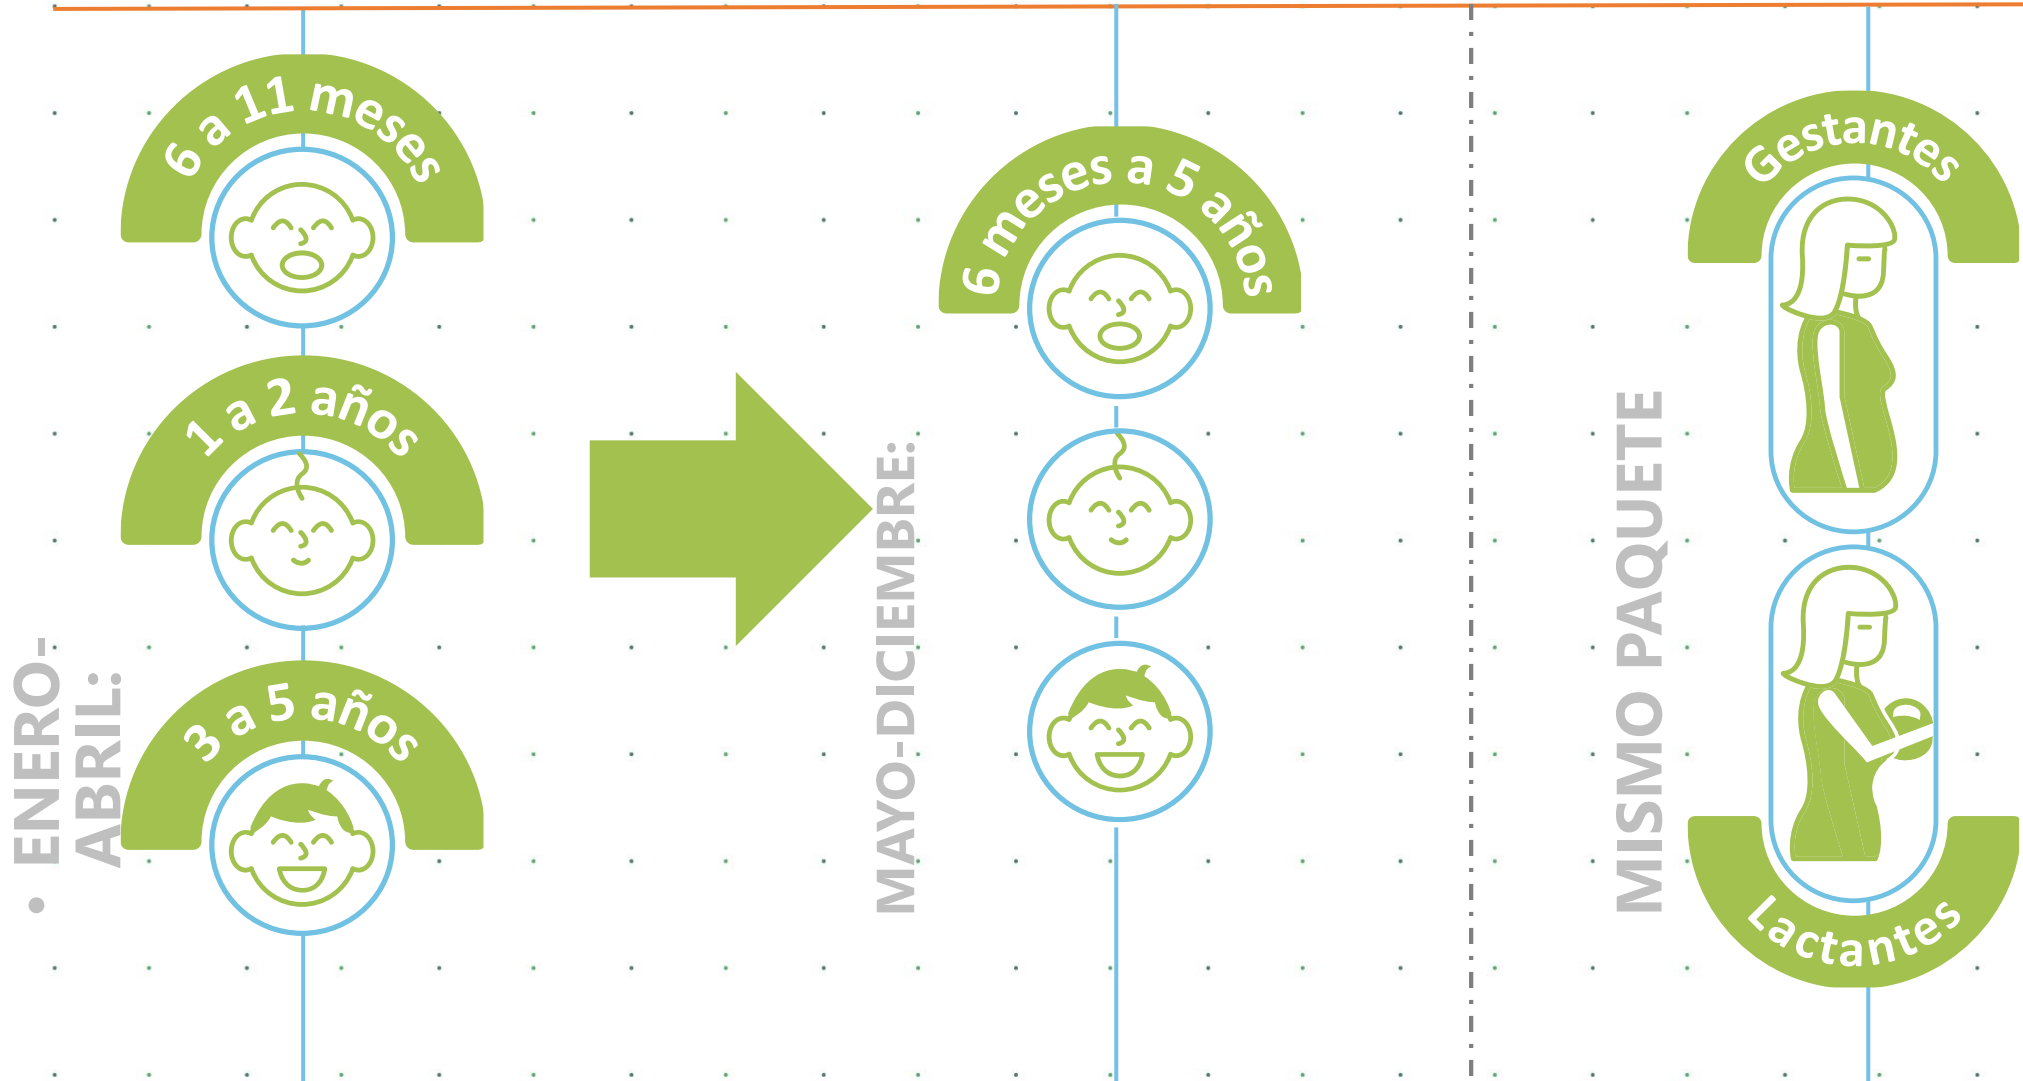 6 a 11 meses
1 a 2 años
3 a 5 años
• ENERO-
ABRIL:
6 meses a 5 años
MAYO-DICIEMBRE:
Gestantes
MISMO PAQUETE
Lactantes